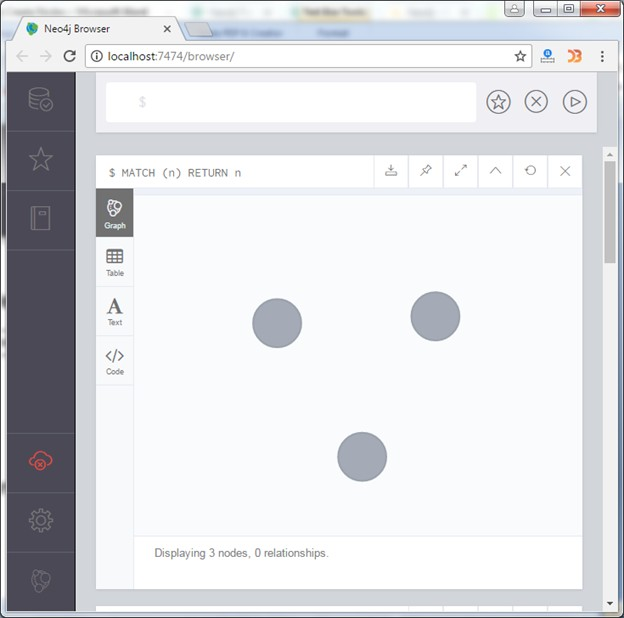 Neo4j Browser
localhost:7474/browser/
$
$ MATCH (n) RETURN n
Graph
Table
A
Text
</>
Code
Displaying 3 nodes, 0 relationships.